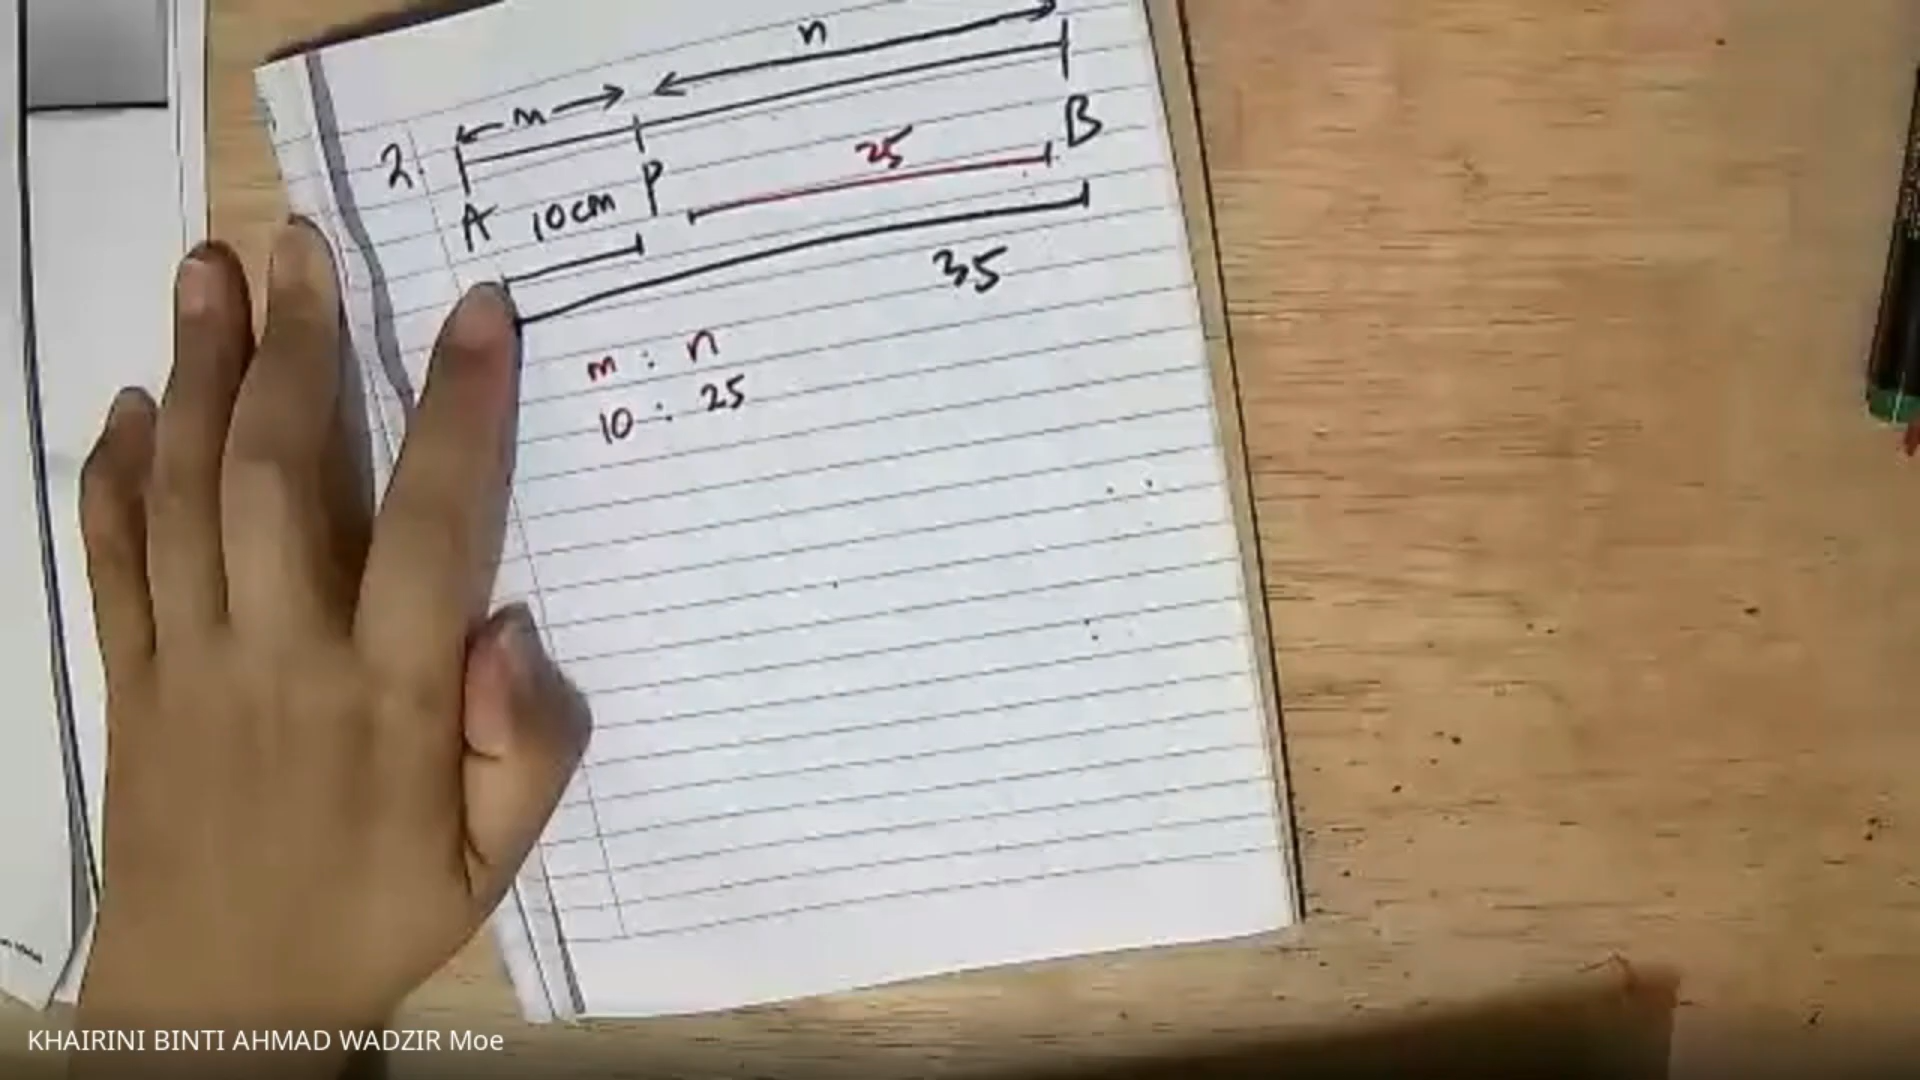 n
m
2.
A
P
B
10cm
25
35
m : n
10 : 25
KHAIRINI BINTI AHMAD WADZIR Moe